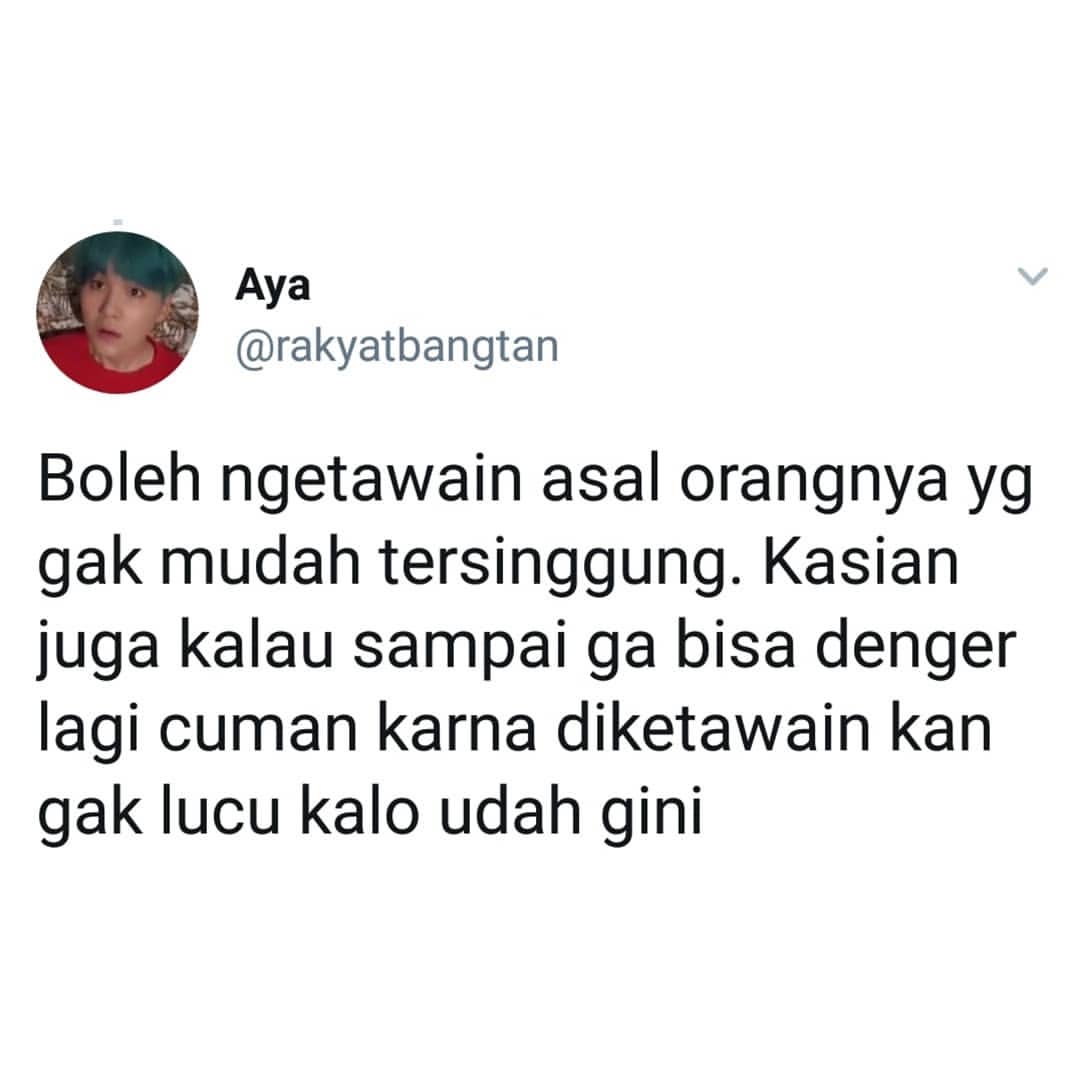 Aya
@rakyatbangtan
Boleh ngetawain asal orangnya yg
gak mudah tersinggung. Kasian
juga kalau sampai ga bisa denger
lagi cuman karna diketawain kan
gak lucu kalo udah gini